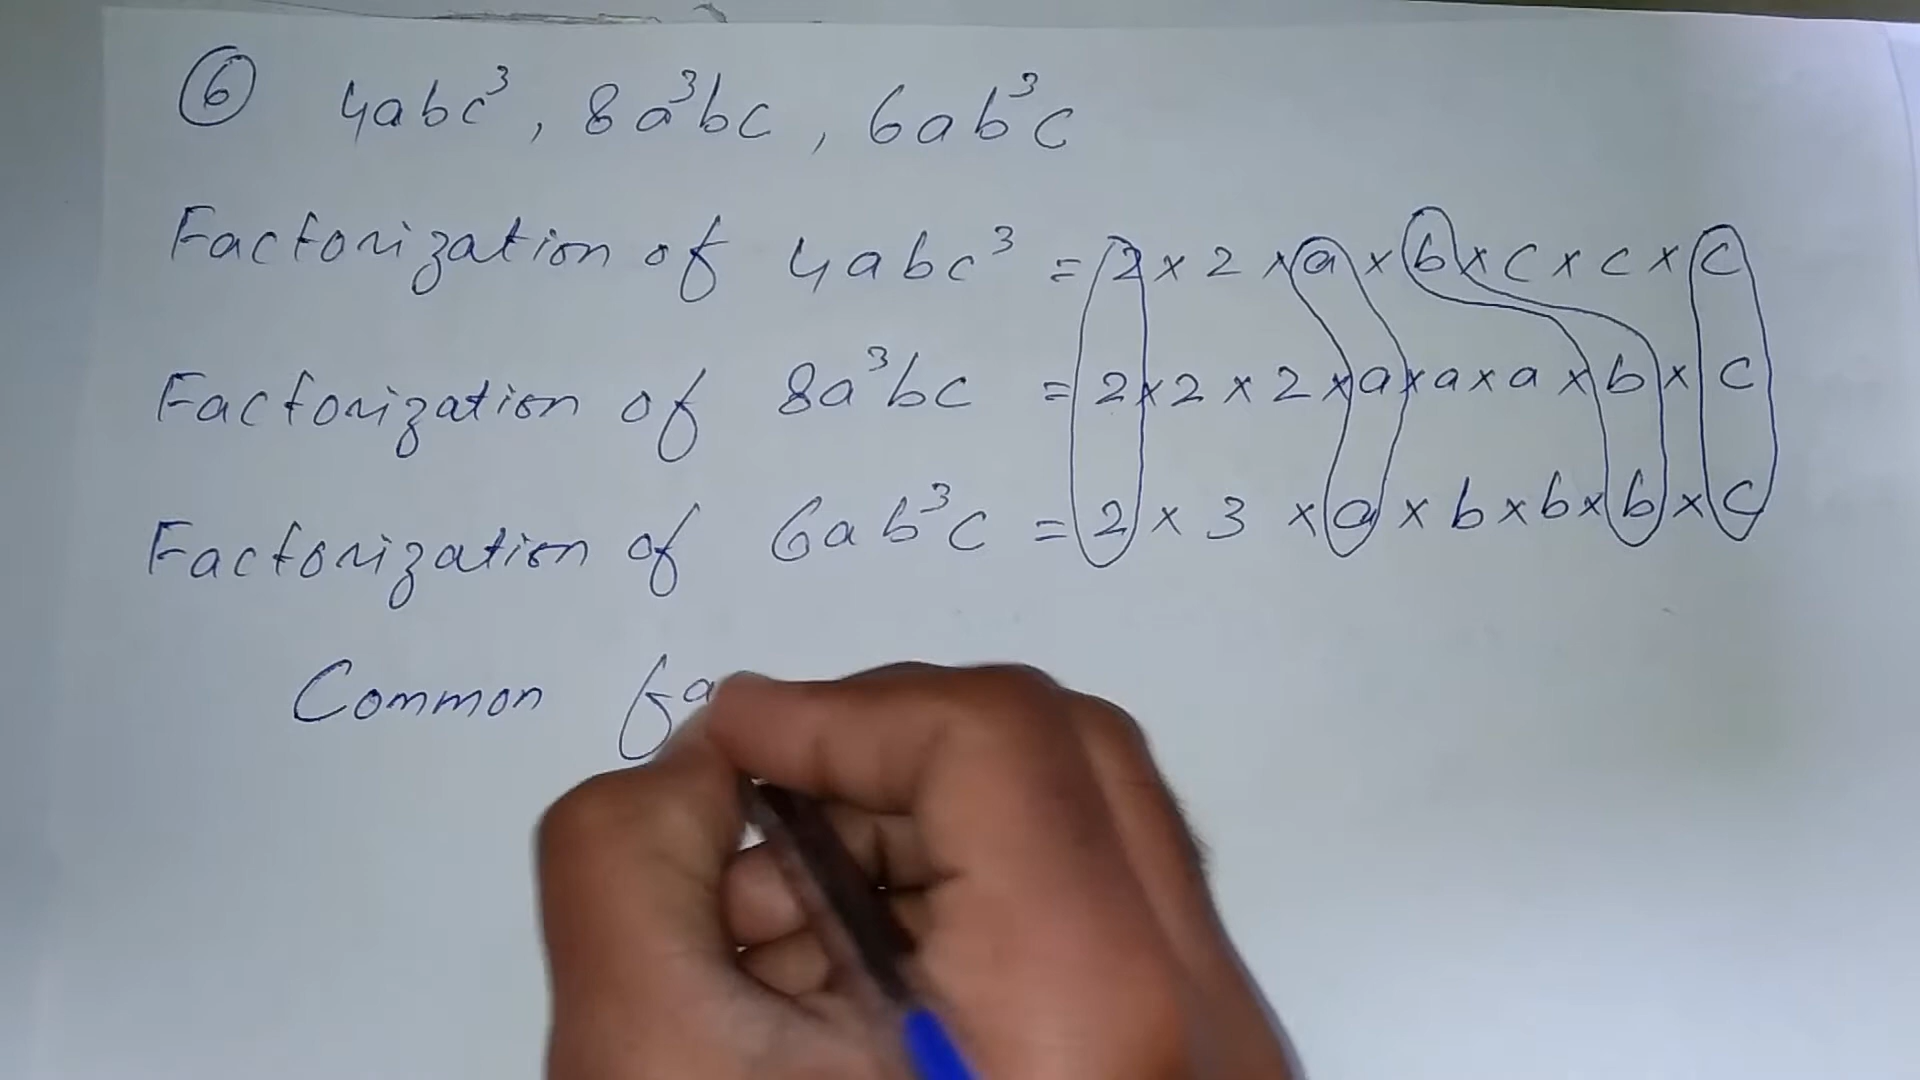 6 4abc³, 8a³bc, 6ab³c
Factorization of 4abc³ = 2 × 2 × a × b × c × c × c
Factorization of 8a³bc = 2 × 2 × 2 × a × a × a × b × c
Factorization of 6ab³c = 2 × 3 × a × b × b × b × c
Common fa